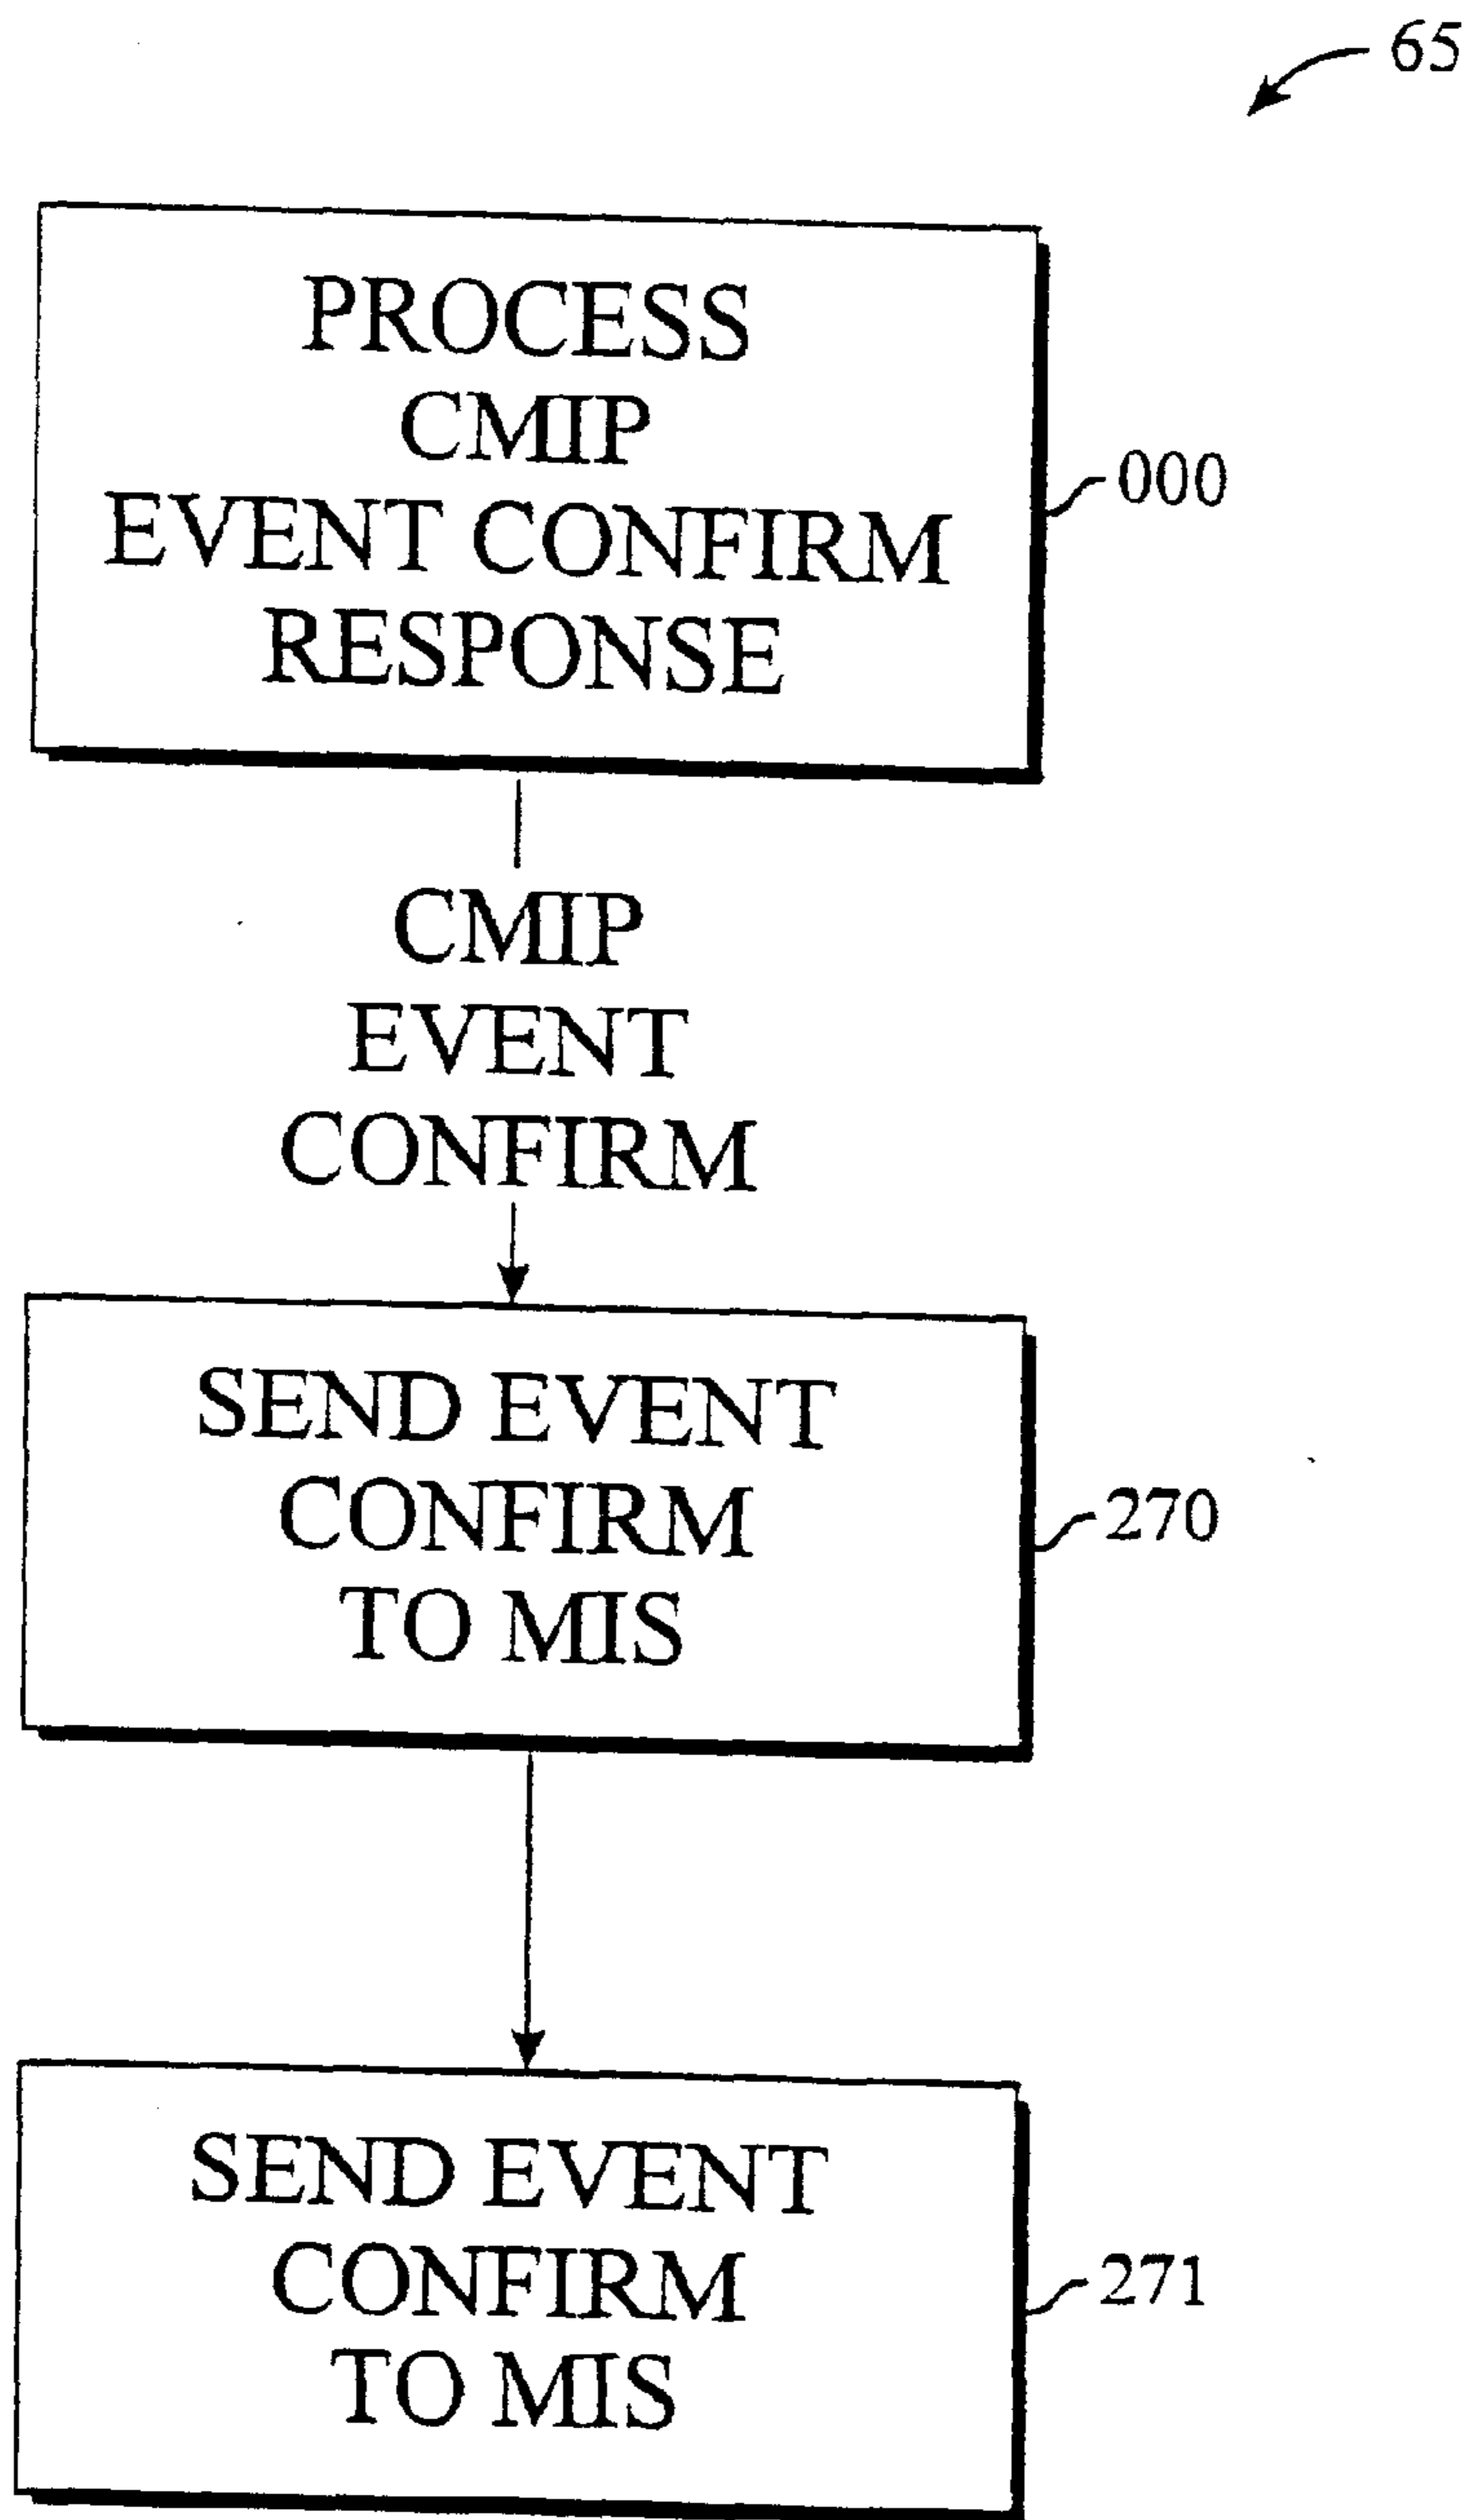 65
PROCESS
CMIP
EVENT CONFIRM
RESPONSE
000
CMIP
EVENT
CONFIRM
SEND EVENT
CONFIRM
TO MIS
270
SEND EVENT
CONFIRM
TO MIS
271